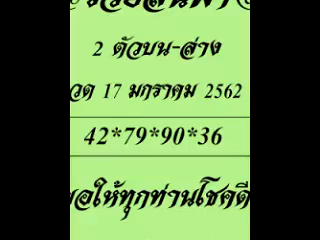 2 ตัวบน-ล่าง
วด 17 มกราคม 2562
42*79*90*36
ขอให้ทุกท่านโชคดี